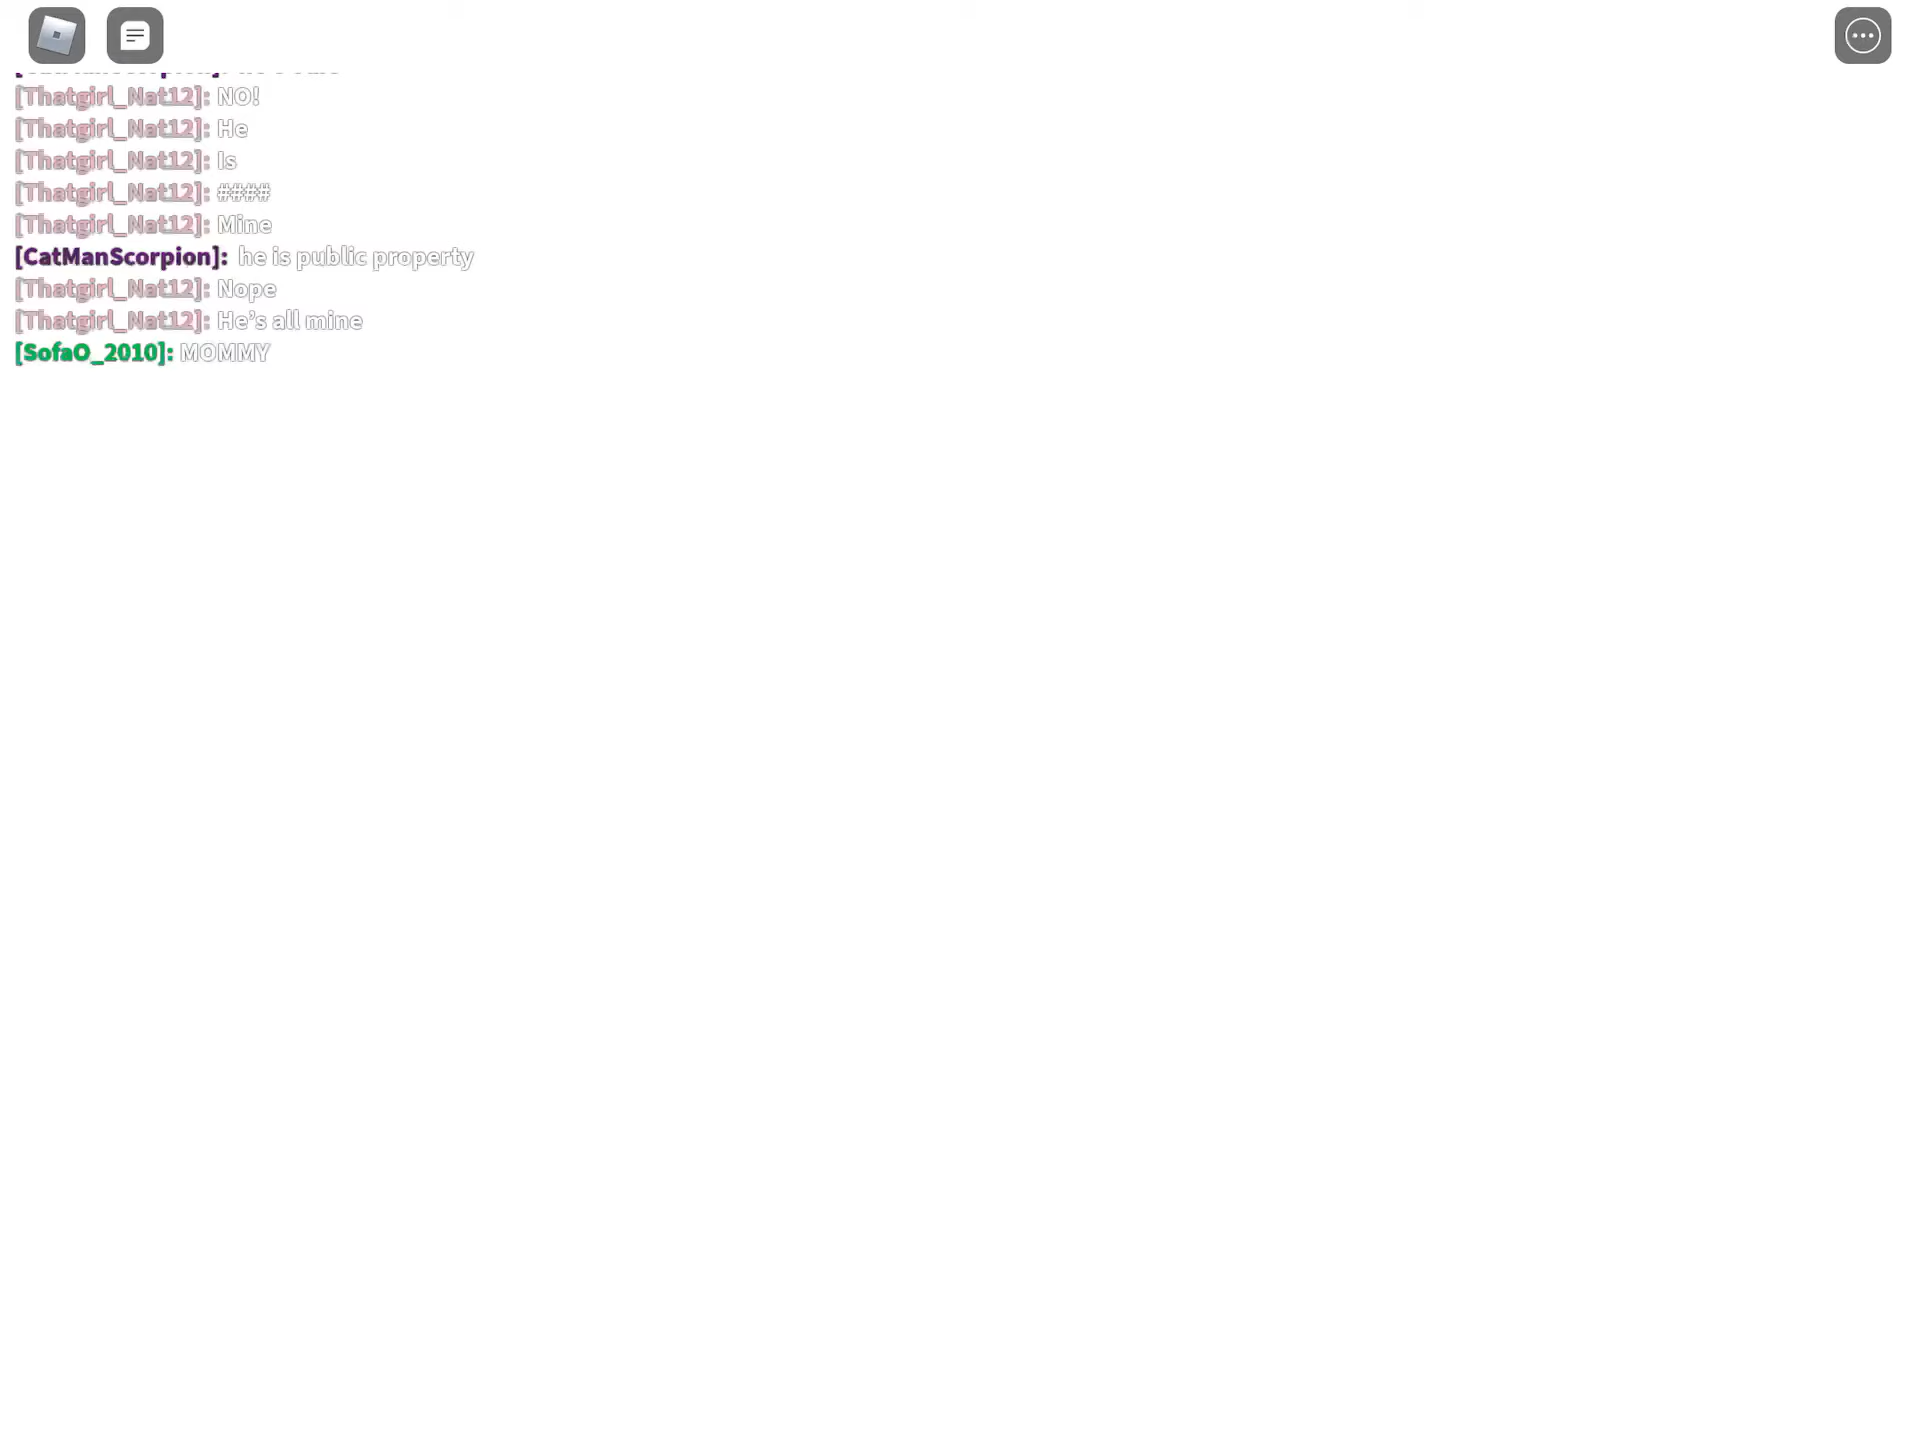 [Thatgirl_Nat12]: NO!
[Thatgirl_Nat12]: He
[Thatgirl_Nat12]: Is
[Thatgirl_Nat12]: ####
[Thatgirl_Nat12]: Mine
[CatManScorpion]: he is public property
[Thatgirl_Nat12]: Nope
[Thatgirl_Nat12]: He's all mine
[SofaO_2010]: MOMMY